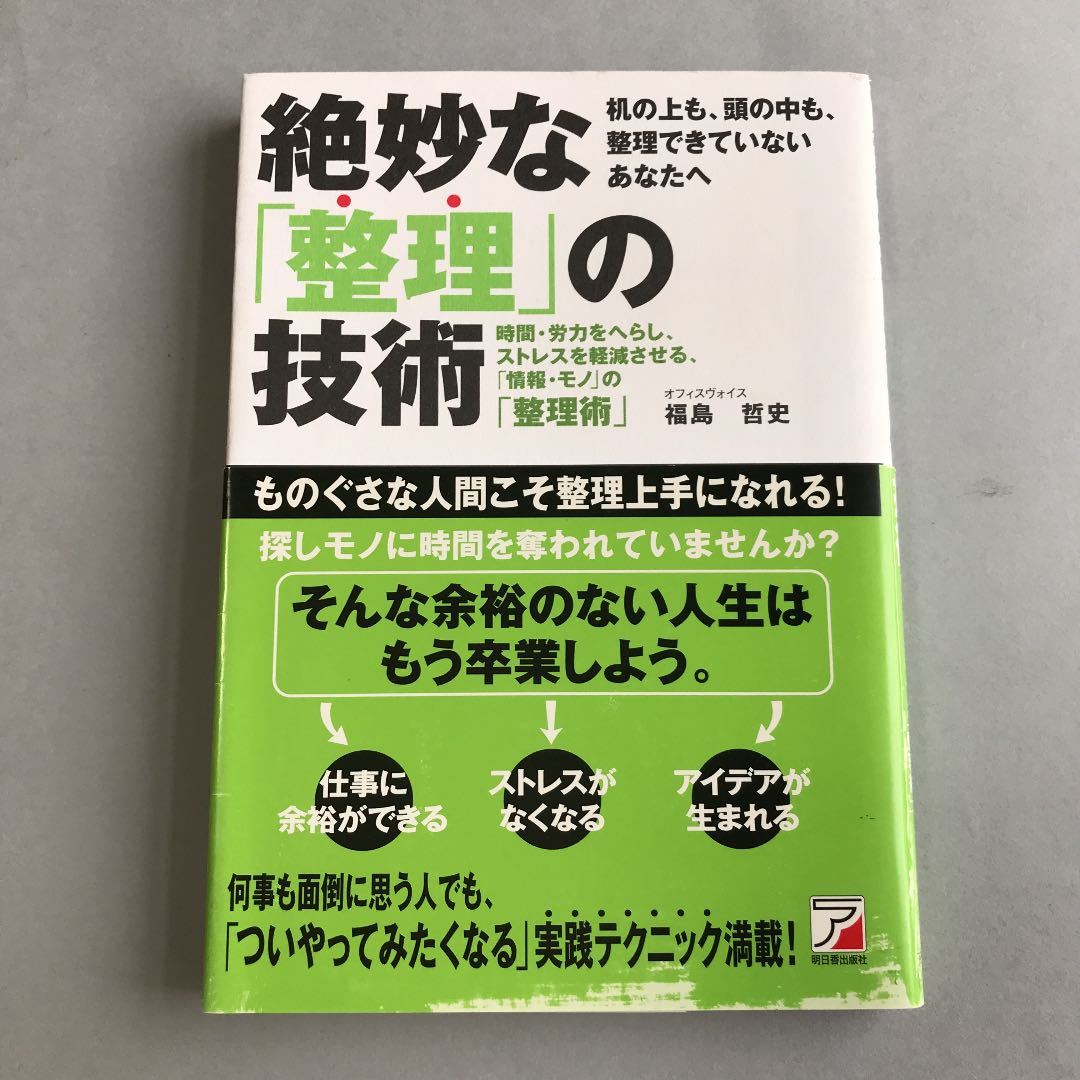 絶妙な
「整理」の
技術
机の上も、頭の中も、
整理できていない
あなたへ
時間・労力をへらし、
ストレスを軽減させる、
「情報・モノ」の
「整理術」
オフィスヴォイス
福島 哲史
ものぐさな人間こそ整理上手になれる!
探しモノに時間を奪われていませんか?
そんな余裕のない人生は
もう卒業しよう。
仕事に
余裕ができる
ストレスが
なくなる
アイデアが
生まれる
何事も面倒に思う人でも、
「ついやってみたくなる」実践テクニック満載!
ア
明日香出版社